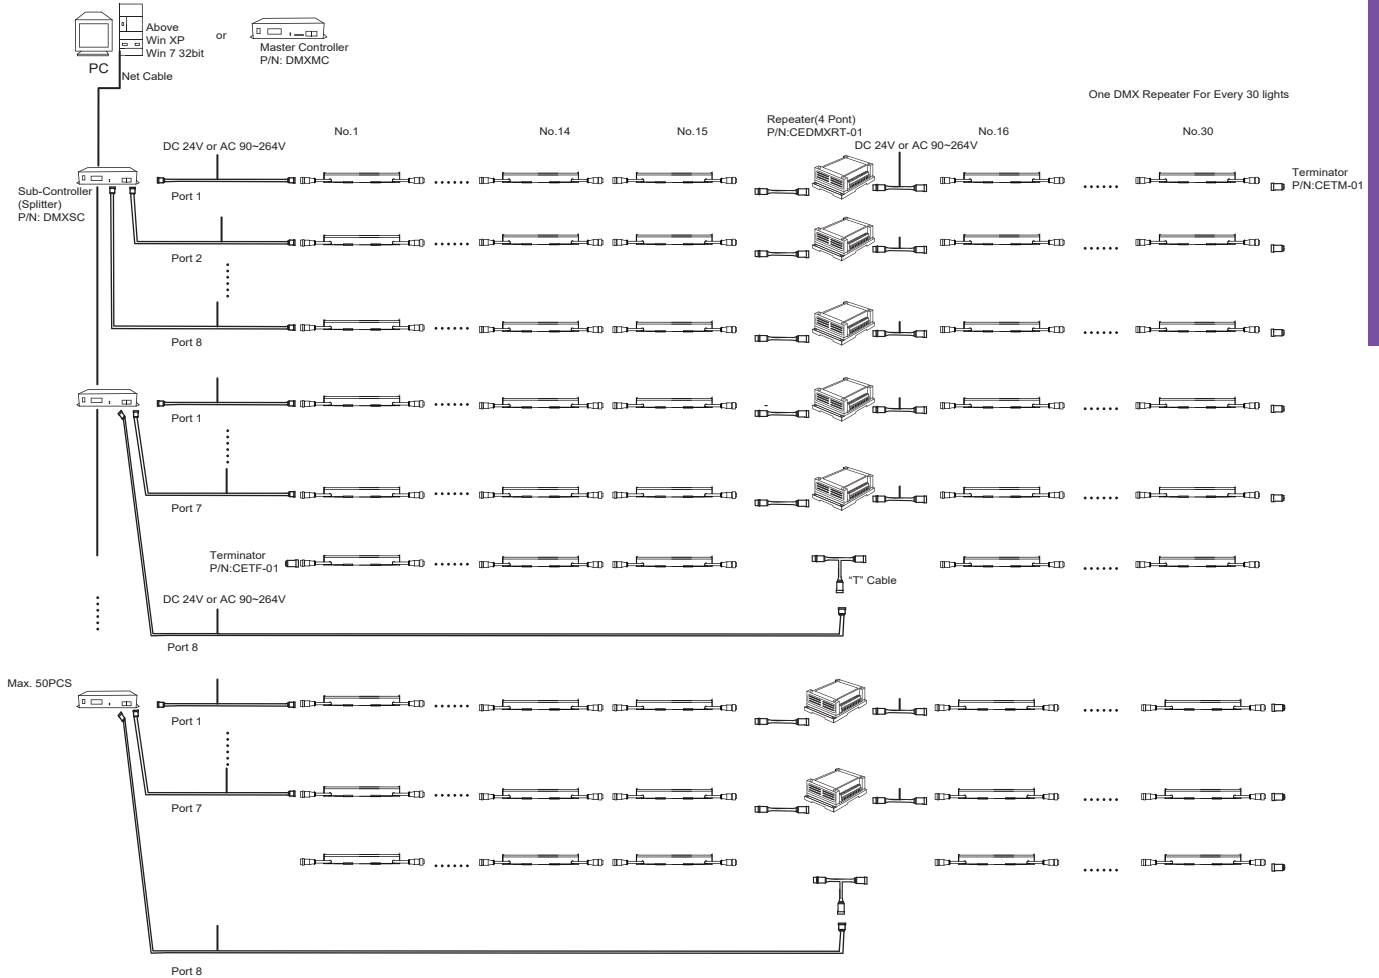 Above
Win XP
Win 7 32bit
or
Master Controller
P/N: DMXMC
PC
Net Cable
One DMX Repeater For Every 30 lights
No.1
No.14
No.15
Repeater(4 Pont)
P/N:CEDMXRT-01
No.16
No.30
DC 24V or AC 90~264V
DC 24V or AC 90~264V
Sub-Controller
(Splitter)
P/N: DMXSC
Port 1
Terminator
P/N:CETM-01
Port 2
Port 8
Port 1
Port 7
Terminator
P/N:CETF-01
"T" Cable
DC 24V or AC 90~264V
Port 8
Max. 50PCS
Port 1
Port 7
Port 8